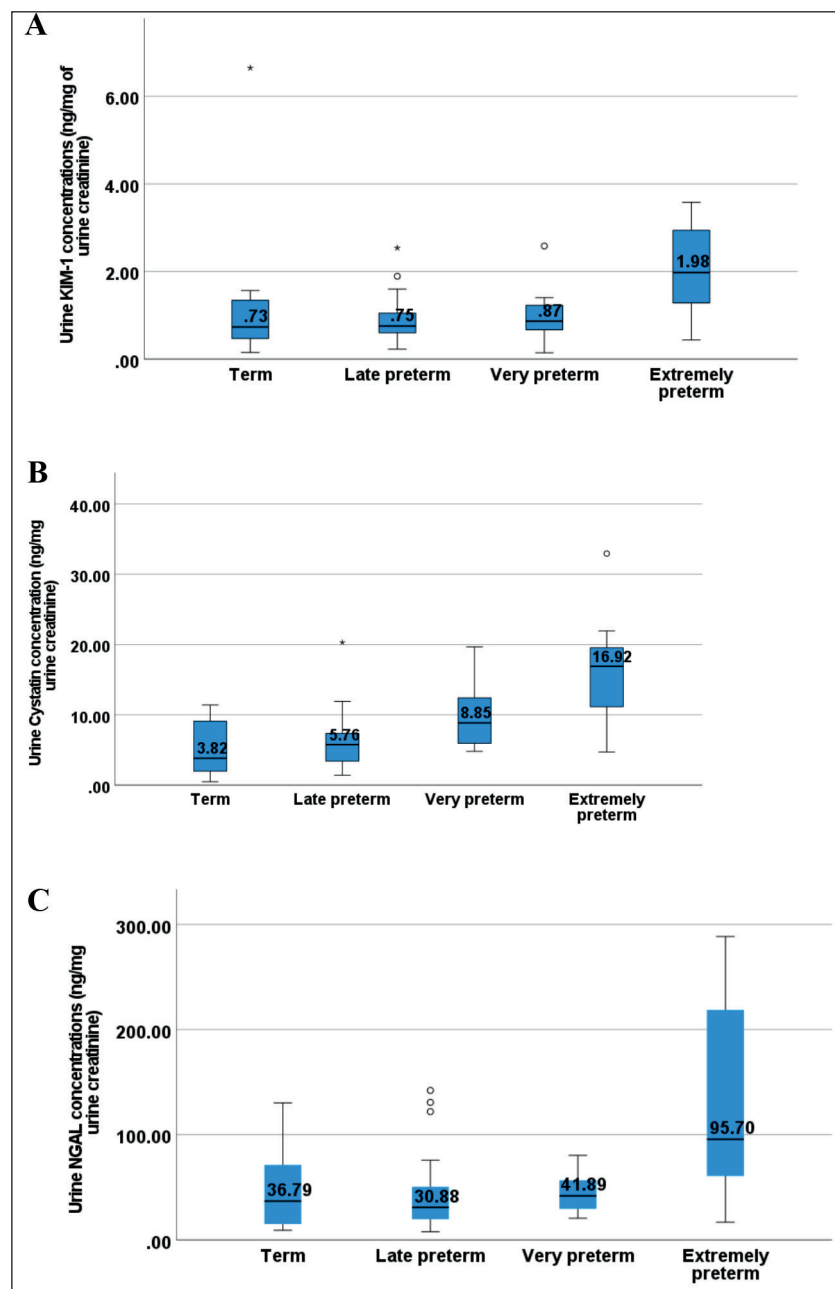 A
Urine KIM-1 concentrations (ng/mg of
urine creatinine)
6.00
4.00
2.00
.00
*
*
.73
.75
.87
1.98
Term
Late preterm
Very preterm
Extremely
preterm
B
Urine Cystatin concentration (ng/mg
urine creatinine)
40.00
30.00
20.00
10.00
.00
*
3.82
5.76
8.85
16.92
Term
Late preterm
Very preterm
Extremely
preterm
C
Urine NGAL concentrations (ng/mg
urine creatinine)
300.00
200.00
100.00
.00
36.79
30.88
41.89
95.70
Term
Late preterm
Very preterm
Extremely
preterm